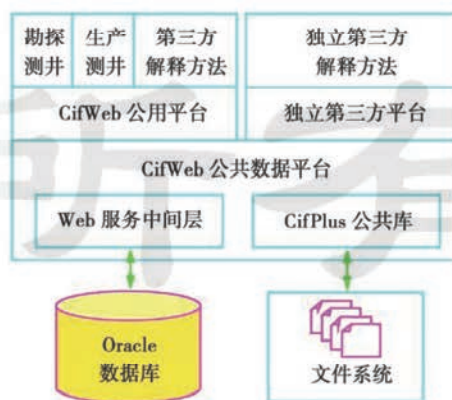 勘探
测井
生产
测井
第三方
解释方法
独立第三方
解释方法
CifWeb 公用平台
独立第三方平台
CifWeb 公共数据平台
Web 服务中间层
CifPlus 公共库
Oracle
数据库
文件系统